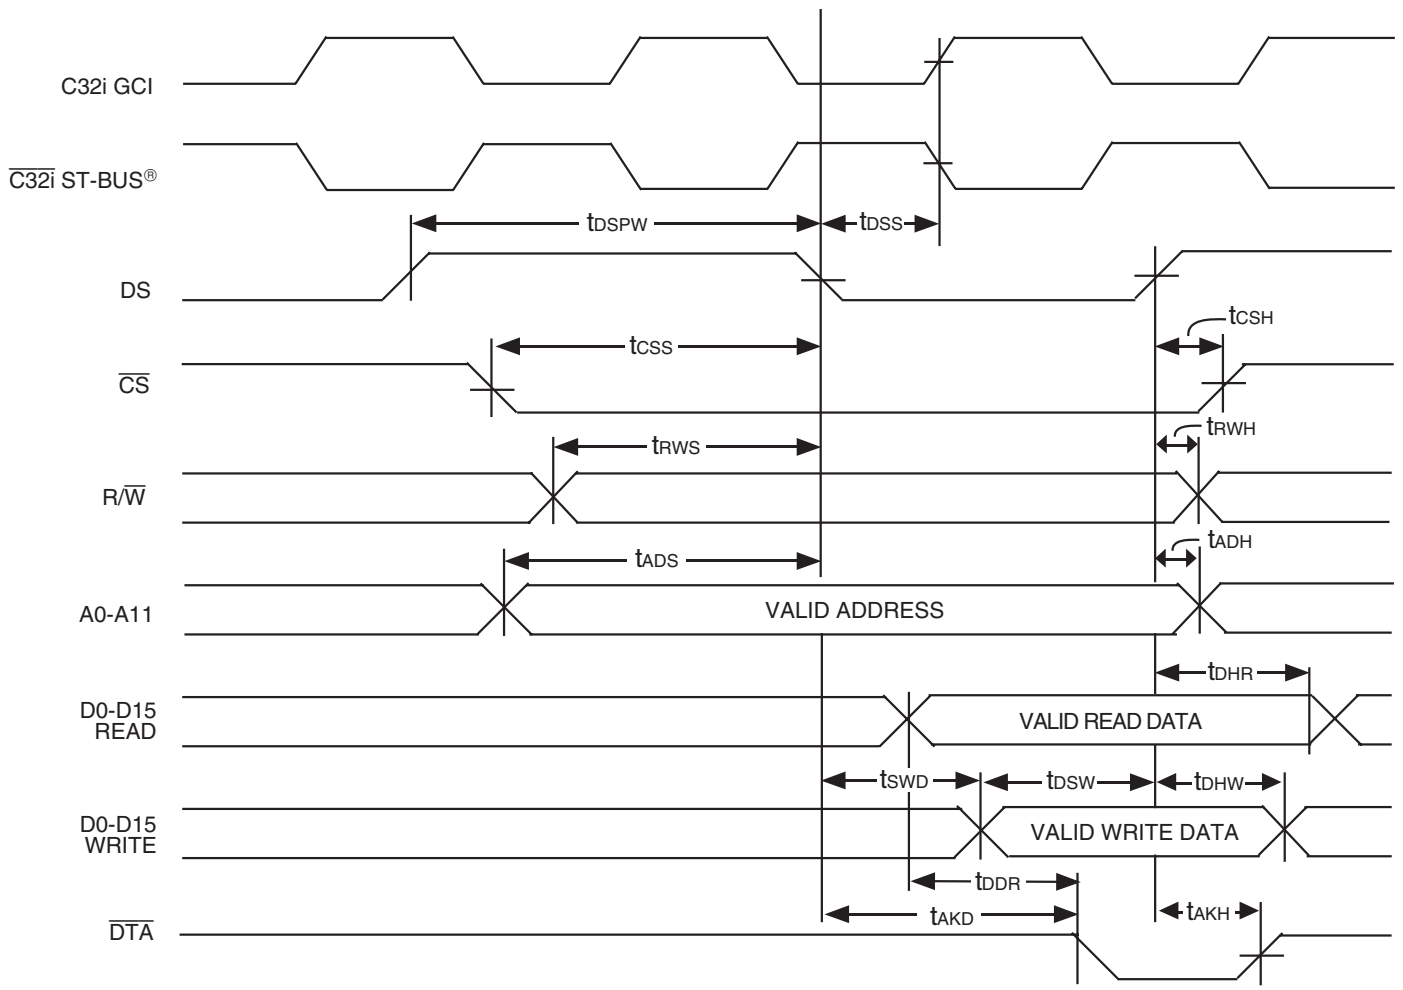 C32i GCI
C32i ST-BUS®
tDSPW
tDSS
DS
tCSH
tCSS
CS
tRWH
tRWS
R/W
tADH
tADS
A0-A11
VALID ADDRESS
tDHR
D0-D15
READ
VALID READ DATA
tSWD
tDSW
tDHW
D0-D15
WRITE
VALID WRITE DATA
tDDR
tAKD
tAKH
DTA